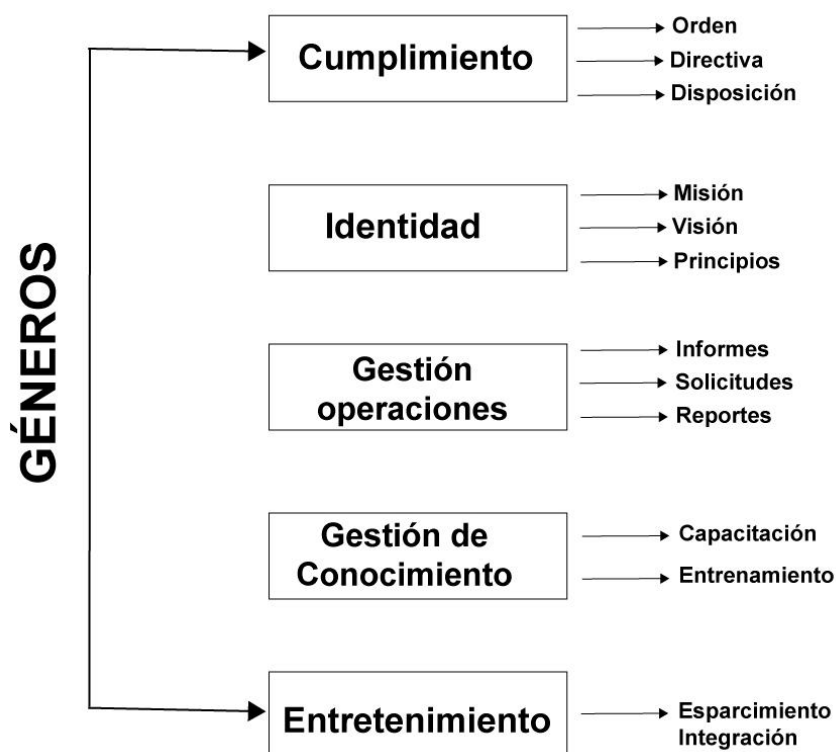 GÉNEROS
Cumplimiento
Orden
Directiva
Disposición
Identidad
Misión
Visión
Principios
Gestión
operaciones
Informes
Solicitudes
Reportes
Gestión de
Conocimiento
Capacitación
Entrenamiento
Entretenimiento
Esparcimiento
Integración